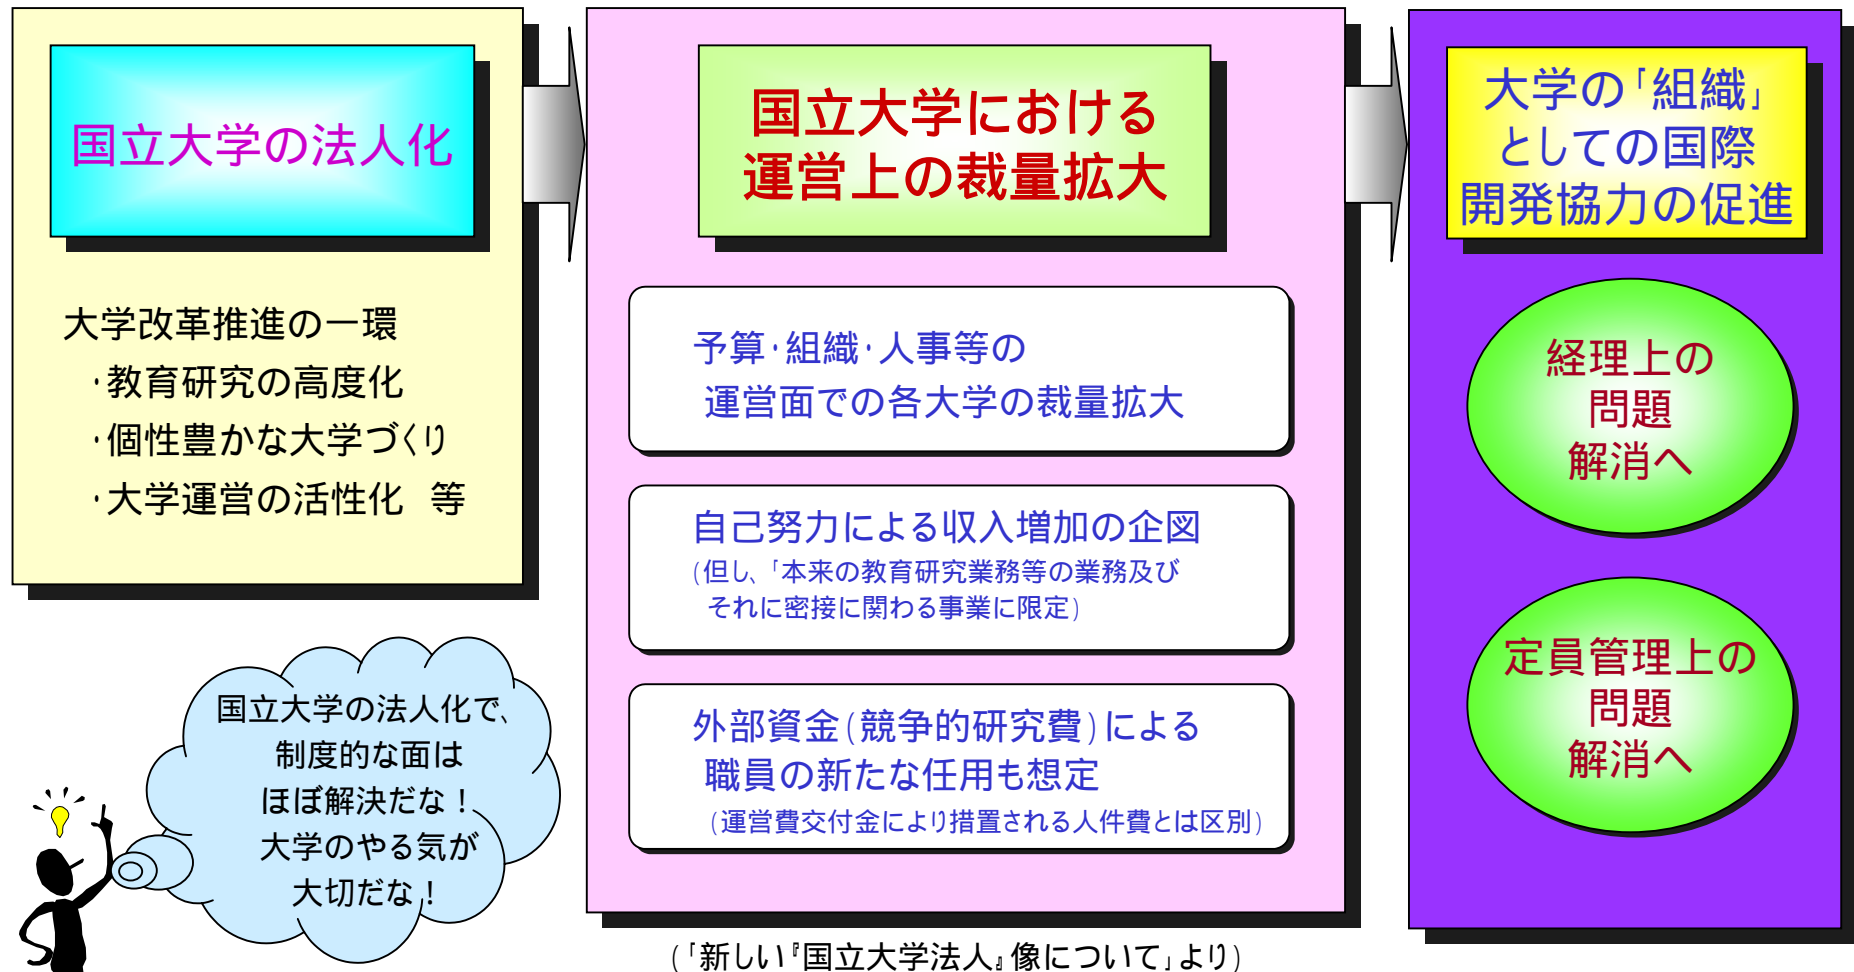 国立大学の法人化
大学改革推進の一環
・教育研究の高度化
・個性豊かな大学づくり
・大学運営の活性化　等
国立大学の法人化で、
制度的な面は
ほぼ解決だな！
大学のやる気が
大切だな！
国立大学における
運営上の裁量拡大
予算・組織・人事等の
運営面での各大学の裁量拡大
自己努力による収入増加の企図
（但し、「本来の教育研究業務等の業務及び
それに密接に関わる事業に限定）
外部資金（競争的研究費）による
職員の新たな任用も想定
（運営費交付金により措置される人件費とは区別）
（「新しい『国立大学法人』像について」より）
大学の「組織」
としての国際
開発協力の促進
経理上の
問題
解消へ
定員管理上の
問題
解消へ